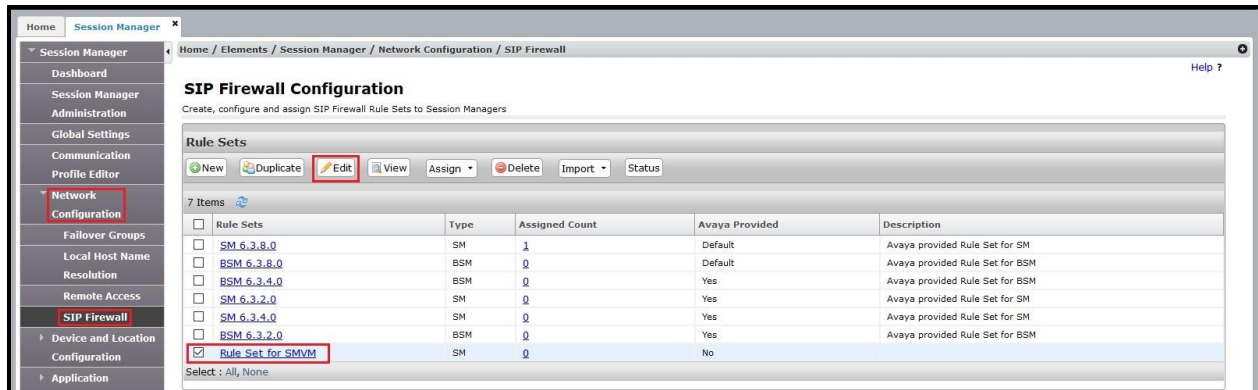 Home Session Manager ×
Session Manager
Dashboard
Session Manager
Administration
Global Settings
Communication
Profile Editor
Network
Configuration
Failover Groups
Local Host Name
Resolution
Remote Access
SIP Firewall
Device and Location
Configuration
Application
Home / Elements / Session Manager / Network Configuration / SIP Firewall
Help ?
SIP Firewall Configuration
Create, configure and assign SIP Firewall Rule Sets to Session Managers
Rule Sets
New Duplicate Edit View Assign Delete Import Status
7 Items
Rule Sets Type Assigned Count Avaya Provided Description
SM 6.3.8.0 SM 1 Default Avaya provided Rule Set for SM
BSM 6.3.8.0 BSM 0 Default Avaya provided Rule Set for BSM
BSM 6.3.4.0 BSM 0 Yes Avaya provided Rule Set for BSM
SM 6.3.2.0 SM 0 Yes Avaya provided Rule Set for SM
SM 6.3.4.0 SM 0 Yes Avaya provided Rule Set for SM
BSM 6.3.2.0 BSM 0 Yes Avaya provided Rule Set for BSM
Rule Set for SMVM SM 0 No
Select : All, None